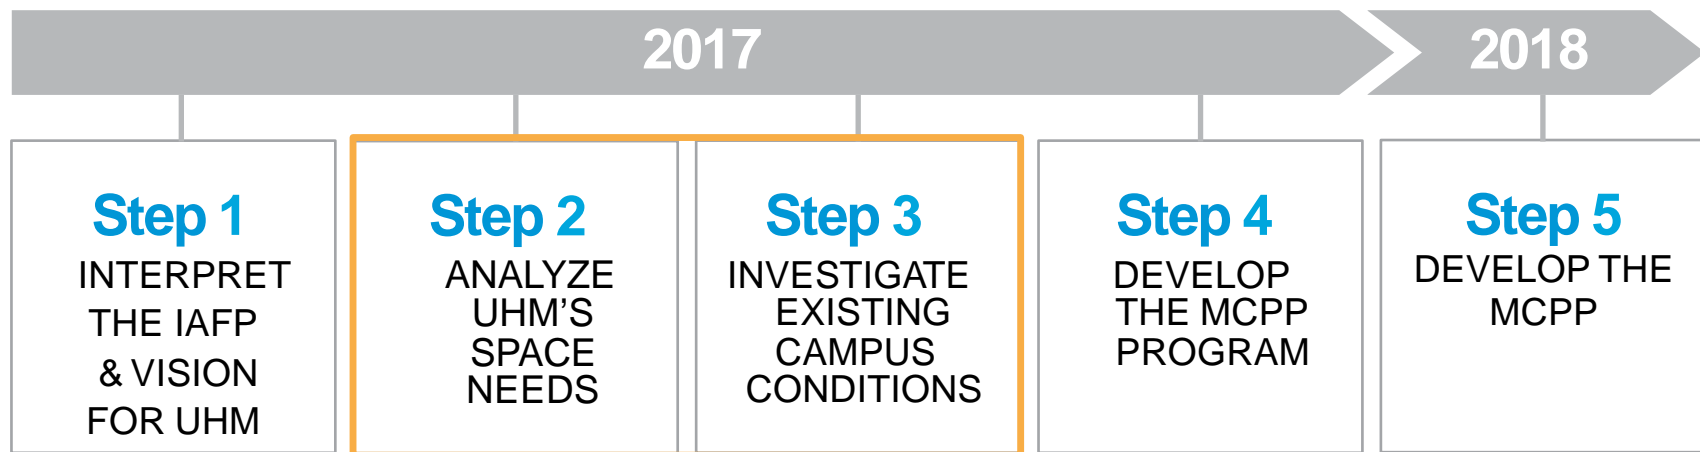 2017
2018
Step 1
INTERPRET
THE IAFP
& VISION
FOR UHM
Step 2
ANALYZE
UHM’S
SPACE
NEEDS
Step 3
INVESTIGATE
EXISTING
CAMPUS
CONDITIONS
Step 4
DEVELOP
THE MCPP
PROGRAM
Step 5
DEVELOP THE
MCPP